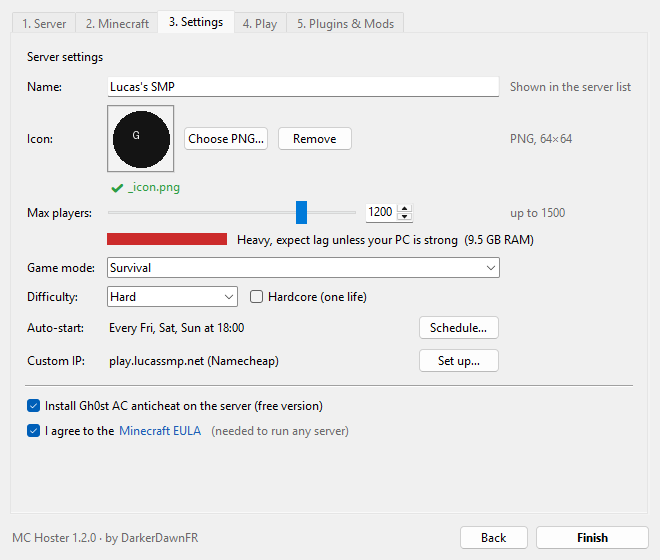 1. Server 2. Minecraft 3. Settings 4. Play 5. Plugins & Mods
Server settings
Name: Lucas's SMP Shown in the server list
Icon: G Choose PNG... Remove PNG, 64×64
_icon.png
Max players: 1200 up to 1500
Heavy, expect lag unless your PC is strong (9.5 GB RAM)
Game mode: Survival
Difficulty: Hard Hardcore (one life)
Auto-start: Every Fri, Sat, Sun at 18:00 Schedule...
Custom IP: play.lucassmp.net (Namecheap) Set up...
Install Gh0st AC anticheat on the server (free version)
I agree to the Minecraft EULA (needed to run any server)
MC Hoster 1.2.0 · by DarkerDawnFR Back Finish